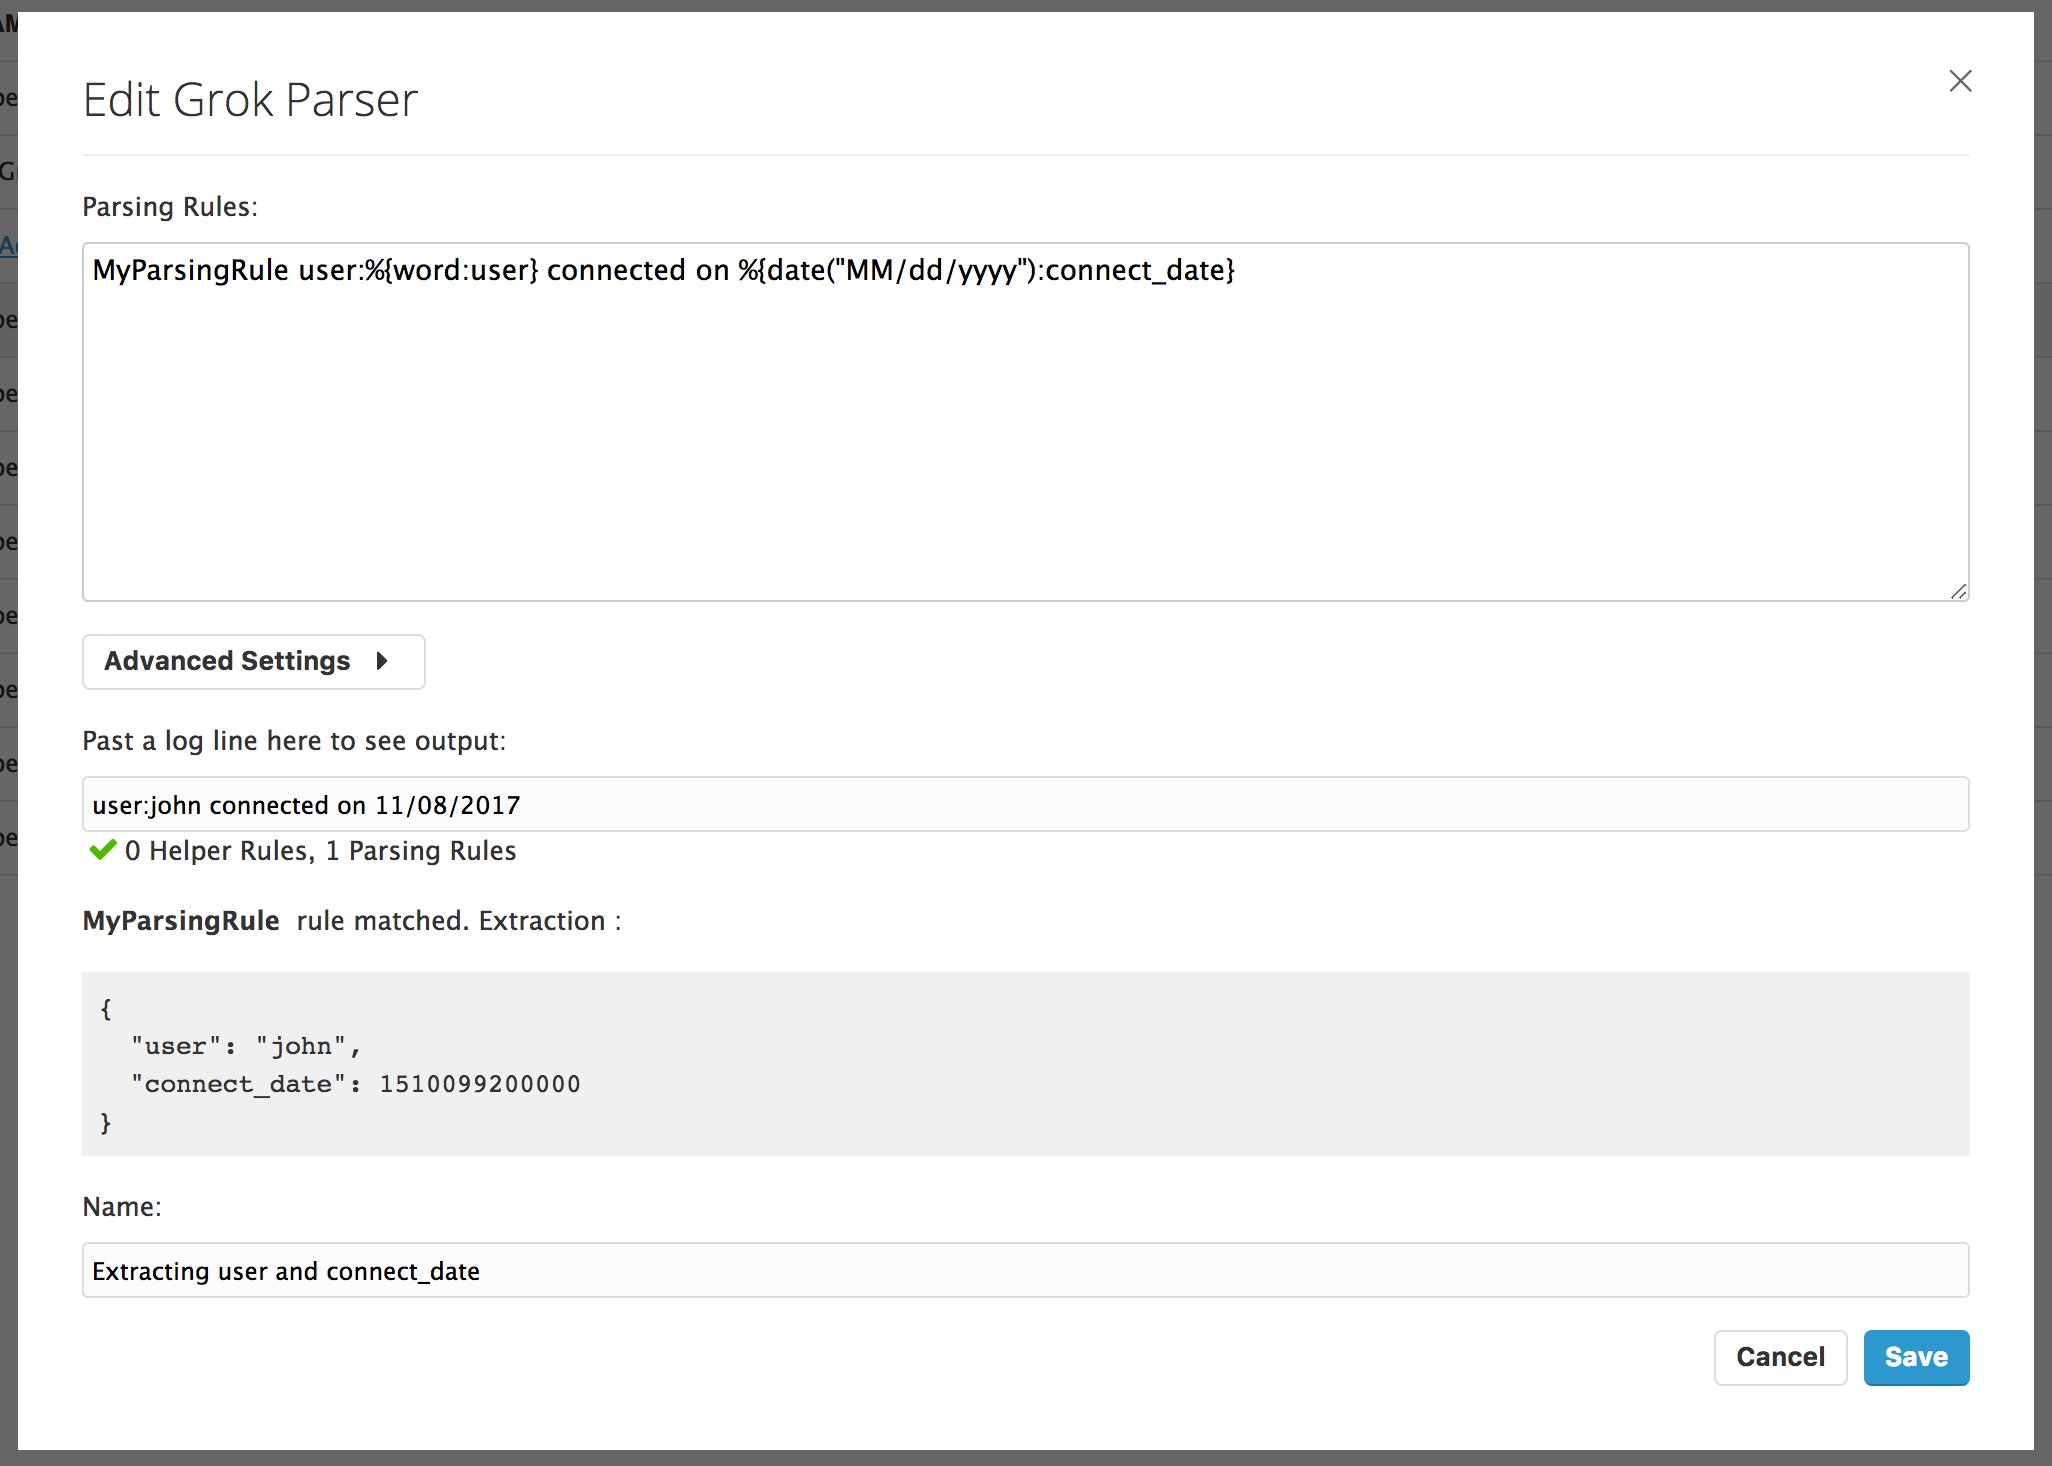 Edit Grok Parser
Parsing Rules:
MyParsingRule user:%{word:user} connected on %{date("MM/dd/yyyy"):connect_date}
Advanced Settings
Past a log line here to see output:
user:john connected on 11/08/2017
0 Helper Rules, 1 Parsing Rules
MyParsingRule rule matched. Extraction :
{
"user": "john",
"connect_date": 1510099200000
}
Name:
Extracting user and connect_date
Cancel Save